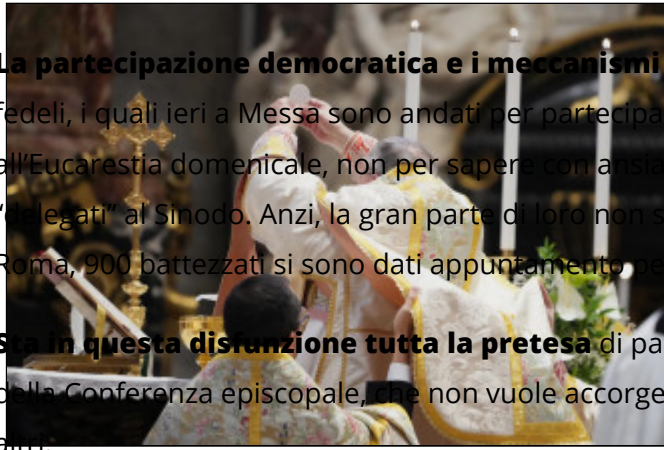 La partecipazione democratica e i meccanismi
fedeli, i quali ieri a Messa sono andati per partecipa
all'Eucarestia domenicale, non per sapere con ansia
"delegati" al Sinodo. Anzi, la gran parte di loro non s
Roma, 900 battezzati si sono dati appuntamento pe
Sta in questa disfunzione tutta la pretesa di pa
della Conferenza episcopale, che non vuole accorge
altri.